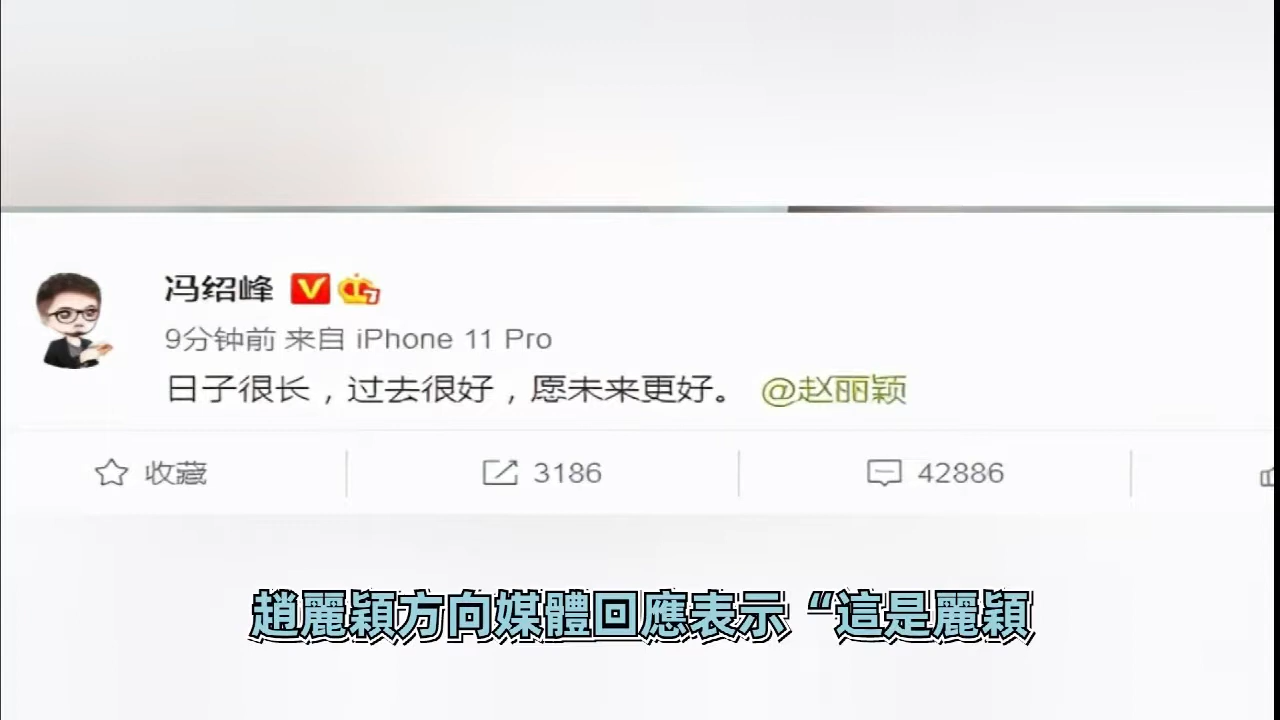 冯绍峰
9分钟前 来自 iPhone 11 Pro
日子很长，过去很好，愿未来更好。 @赵丽颖
收藏 3186 42886
趙麗穎方向媒體回應表示“這是麗穎